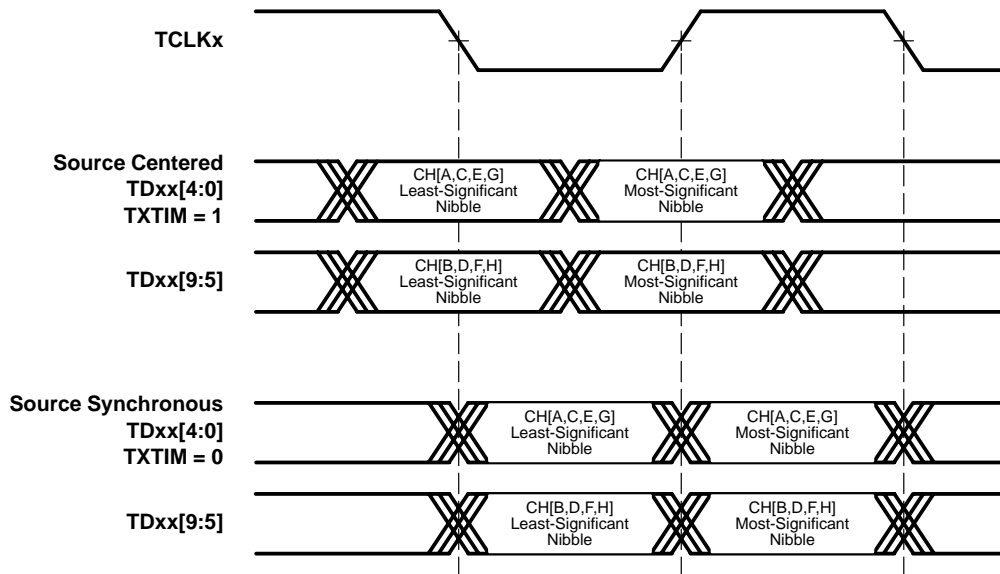 TCLKx
Source Centered
TDxx[4:0]
TXTIM = 1
CH[A,C,E,G]
Least-Significant
Nibble
CH[A,C,E,G]
Most-Significant
Nibble
TDxx[9:5]
CH[B,D,F,H]
Least-Significant
Nibble
CH[B,D,F,H]
Most-Significant
Nibble
Source Synchronous
TDxx[4:0]
TXTIM = 0
CH[A,C,E,G]
Least-Significant
Nibble
CH[A,C,E,G]
Most-Significant
Nibble
TDxx[9:5]
CH[B,D,F,H]
Least-Significant
Nibble
CH[B,D,F,H]
Most-Significant
Nibble